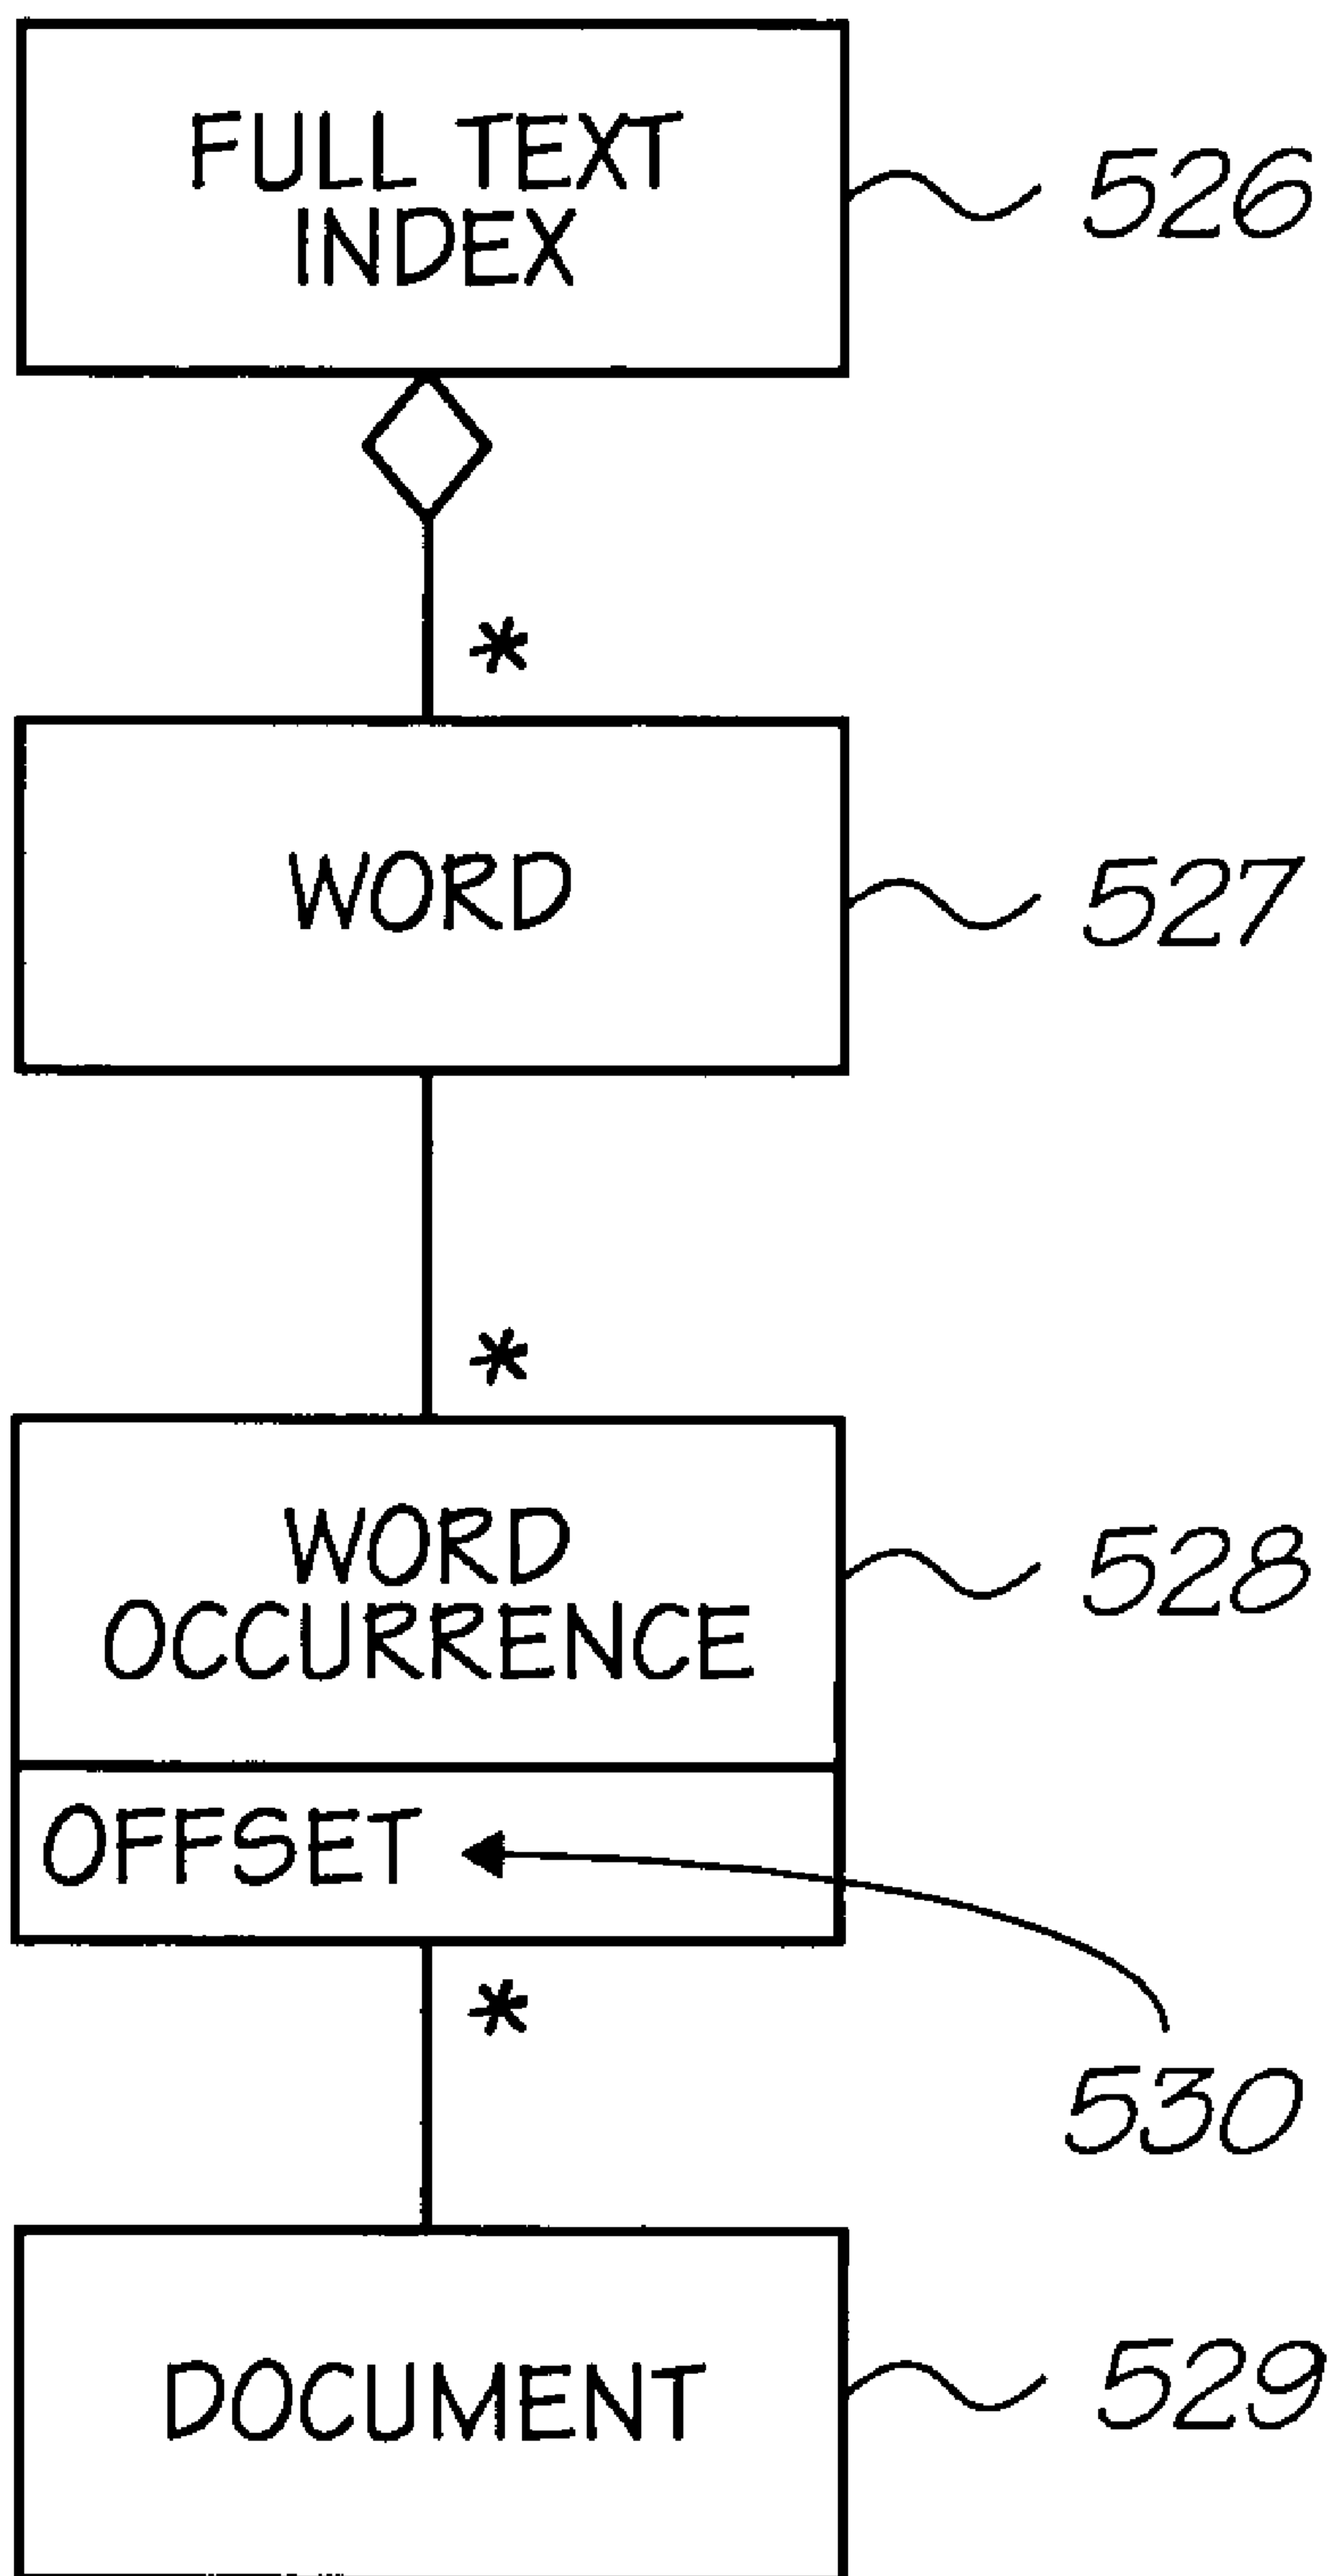 FULL TEXT
INDEX
526
*
WORD
527
*
WORD
OCCURRENCE
528
OFFSET
*
530
DOCUMENT
529